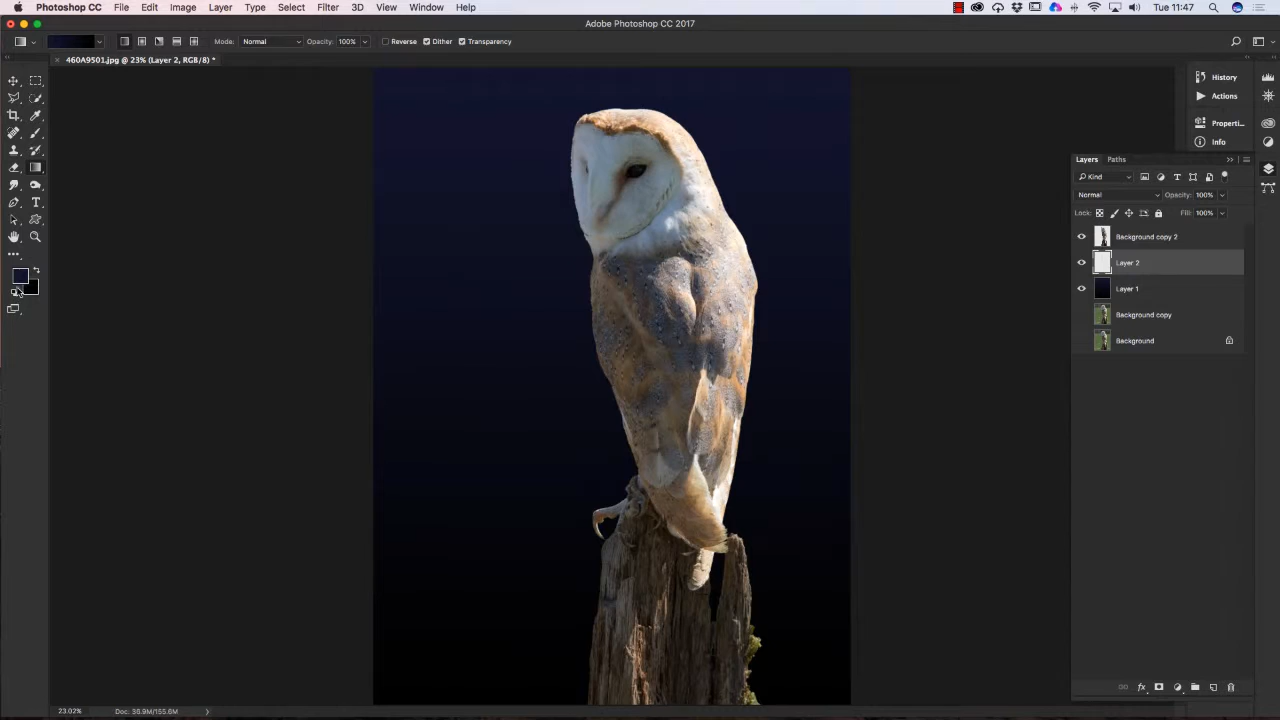 Photoshop CC File Edit Image Layer Type Select Filter 3D View Window Help Tue 11:47
Adobe Photoshop CC 2017
Mode: Normal Opacity: 100% Reverse Dither Transparency
460A9501.jpg @ 23% (Layer 2, RGB/8) *
History
Actions
Properti...
Info
Layers Paths
Kind
Normal Opacity: 100%
Lock: Fill: 100%
Background copy 2
Layer 2
Layer 1
Background copy
Background
fx
23.02% Doc: 36.9M/155.6M